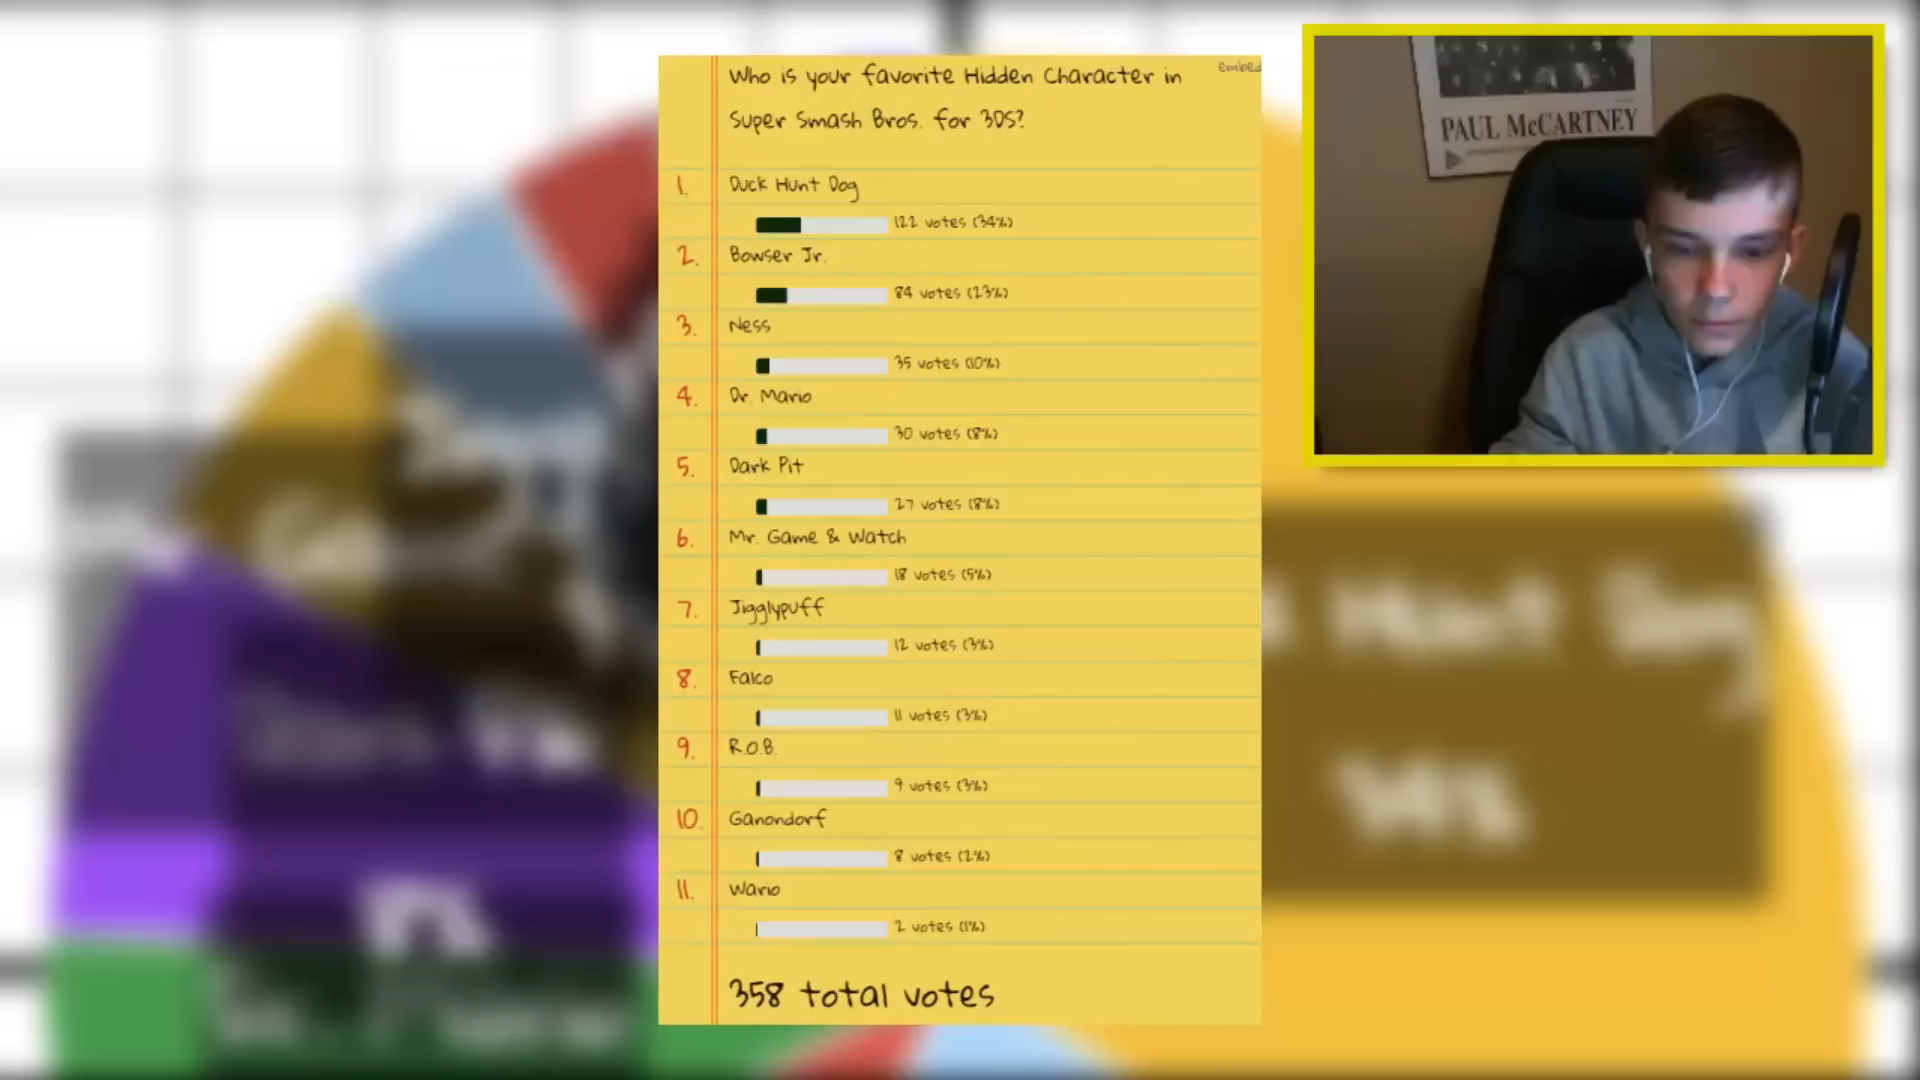 Who is your favorite Hidden Character in
embed
Super Smash Bros. for 3DS?
1. Duck Hunt Dog
122 votes (34%)
2. Bowser Jr.
84 votes (23%)
3. Ness
35 votes (10%)
4. Dr. Mario
30 votes (8%)
5. Dark Pit
27 votes (8%)
6. Mr. Game & Watch
18 votes (5%)
7. Jigglypuff
12 votes (3%)
8. Falco
11 votes (3%)
9. R.O.B.
9 votes (3%)
10. Ganondorf
8 votes (2%)
11. Wario
2 votes (1%)
358 total votes
PAUL McCARTNEY